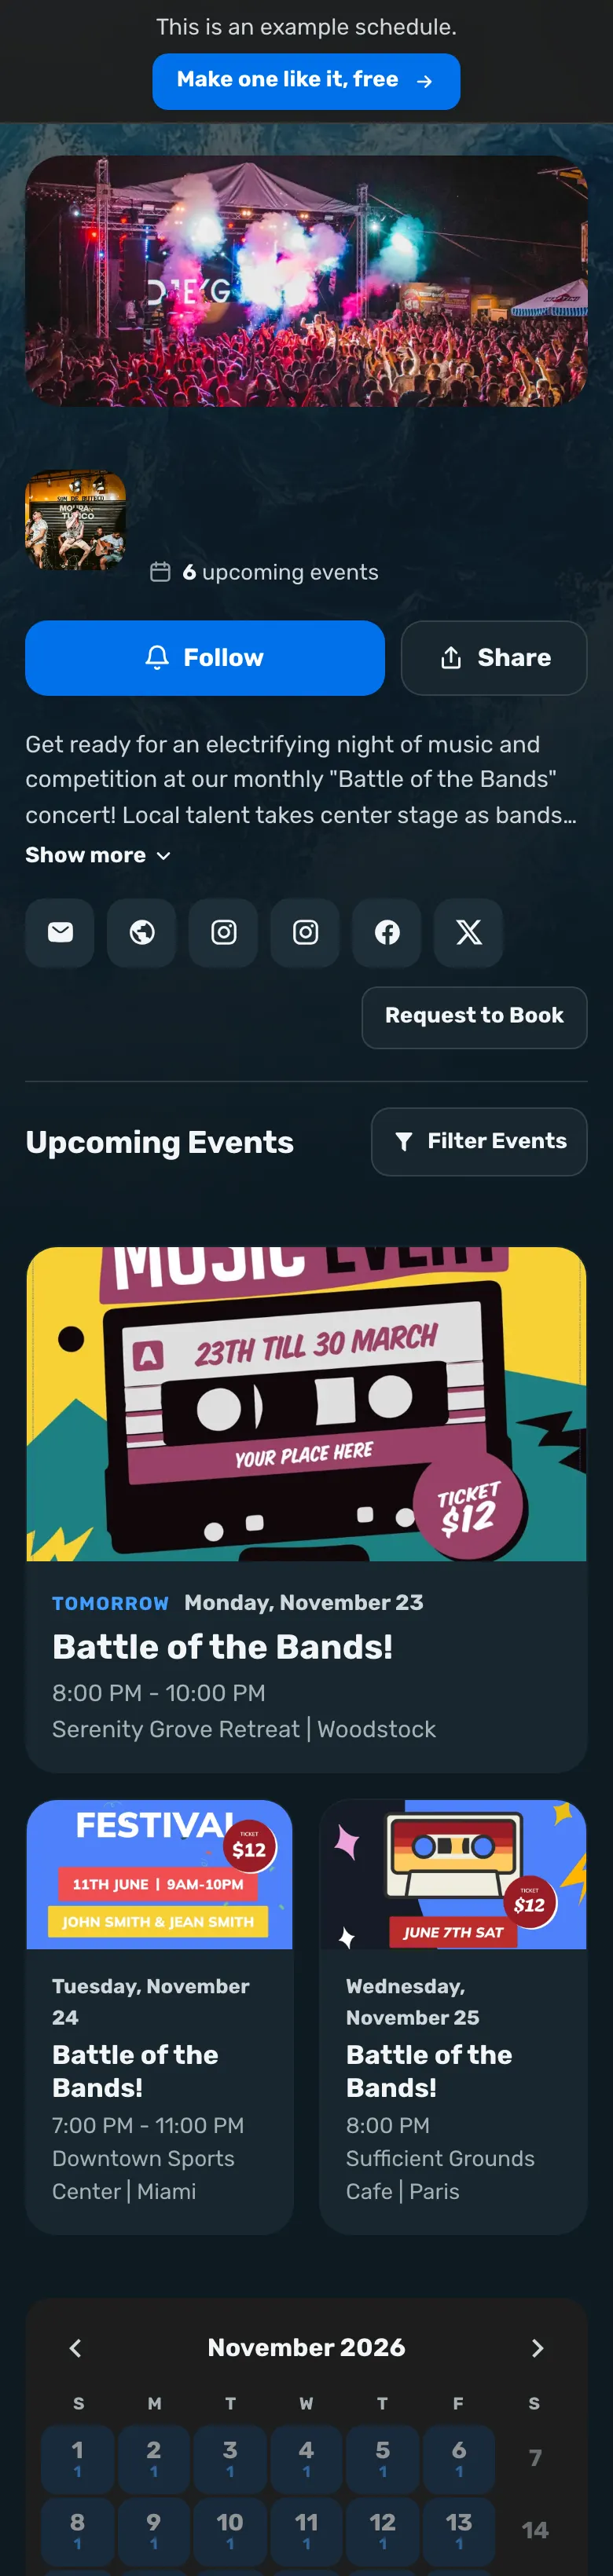 This is an example schedule.
Make one like it, free →
SOM DE BUTECO
6 upcoming events
Follow
Share
Get ready for an electrifying night of music and
competition at our monthly "Battle of the Bands"
concert! Local talent takes center stage as bands…
Show more
Request to Book
Upcoming Events
Filter Events
MUSIC EVENT
A
23TH TILL 30 MARCH
YOUR PLACE HERE
TICKET
$12
TOMORROW Monday, November 23
Battle of the Bands!
8:00 PM - 10:00 PM
Serenity Grove Retreat | Woodstock
FESTIVAL
TICKET
$12
11TH JUNE | 9AM-10PM
JOHN SMITH & JEAN SMITH
Tuesday, November
24
Battle of the
Bands!
7:00 PM - 11:00 PM
Downtown Sports
Center | Miami
TICKET
$12
JUNE 7TH SAT
Wednesday,
November 25
Battle of the
Bands!
8:00 PM
Sufficient Grounds
Cafe | Paris
November 2026
S M T W T F S
1 2 3 4 5 6 7
1 1 1 1 1 1
8 9 10 11 12 13 14
1 1 1 1 1 1